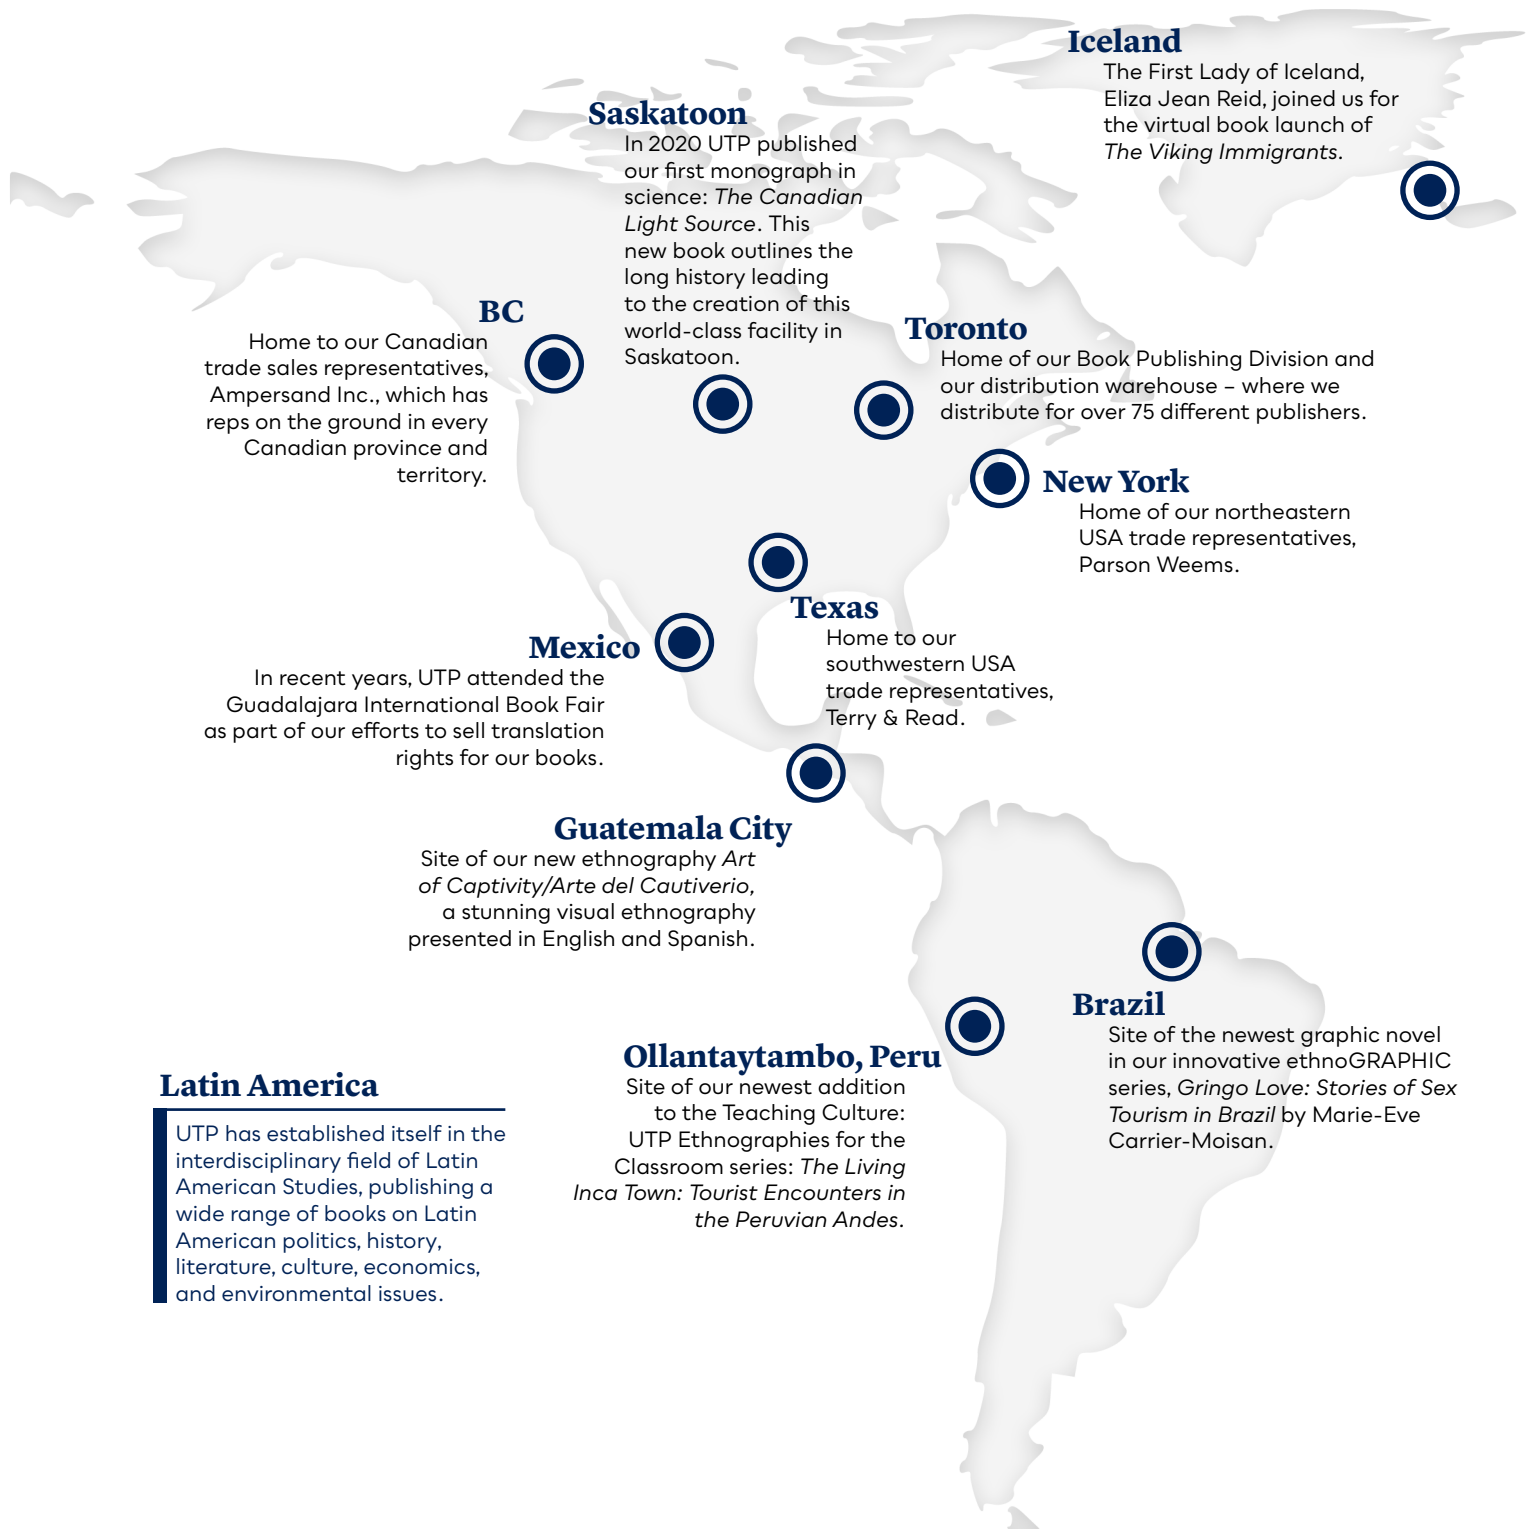 Iceland
The First Lady of Iceland,
Eliza Jean Reid, joined us for
the virtual book launch of
The Viking Immigrants.
Saskatoon
In 2020 UTP published
our first monograph in
science: The Canadian
Light Source. This
new book outlines the
long history leading
to the creation of this
world-class facility in
Saskatoon.
BC
Home to our Canadian
trade sales representatives,
Ampersand Inc., which has
reps on the ground in every
Canadian province and
territory.
Toronto
Home of our Book Publishing Division and
our distribution warehouse – where we
distribute for over 75 different publishers.
New York
Home of our northeastern
USA trade representatives,
Parson Weems.
Texas
Home to our
southwestern USA
trade representatives,
Terry & Read.
Mexico
In recent years, UTP attended the
Guadalajara International Book Fair
as part of our efforts to sell translation
rights for our books.
Guatemala City
Site of our new ethnography Art
of Captivity/Arte del Cautiverio,
a stunning visual ethnography
presented in English and Spanish.
Brazil
Site of the newest graphic novel
in our innovative ethnoGRAPHIC
series, Gringo Love: Stories of Sex
Tourism in Brazil by Marie-Eve
Carrier-Moisan.
Ollantaytambo, Peru
Site of our newest addition
to the Teaching Culture:
UTP Ethnographies for the
Classroom series: The Living
Inca Town: Tourist Encounters in
the Peruvian Andes.
Latin America
UTP has established itself in the
interdisciplinary field of Latin
American Studies, publishing a
wide range of books on Latin
American politics, history,
literature, culture, economics,
and environmental issues.